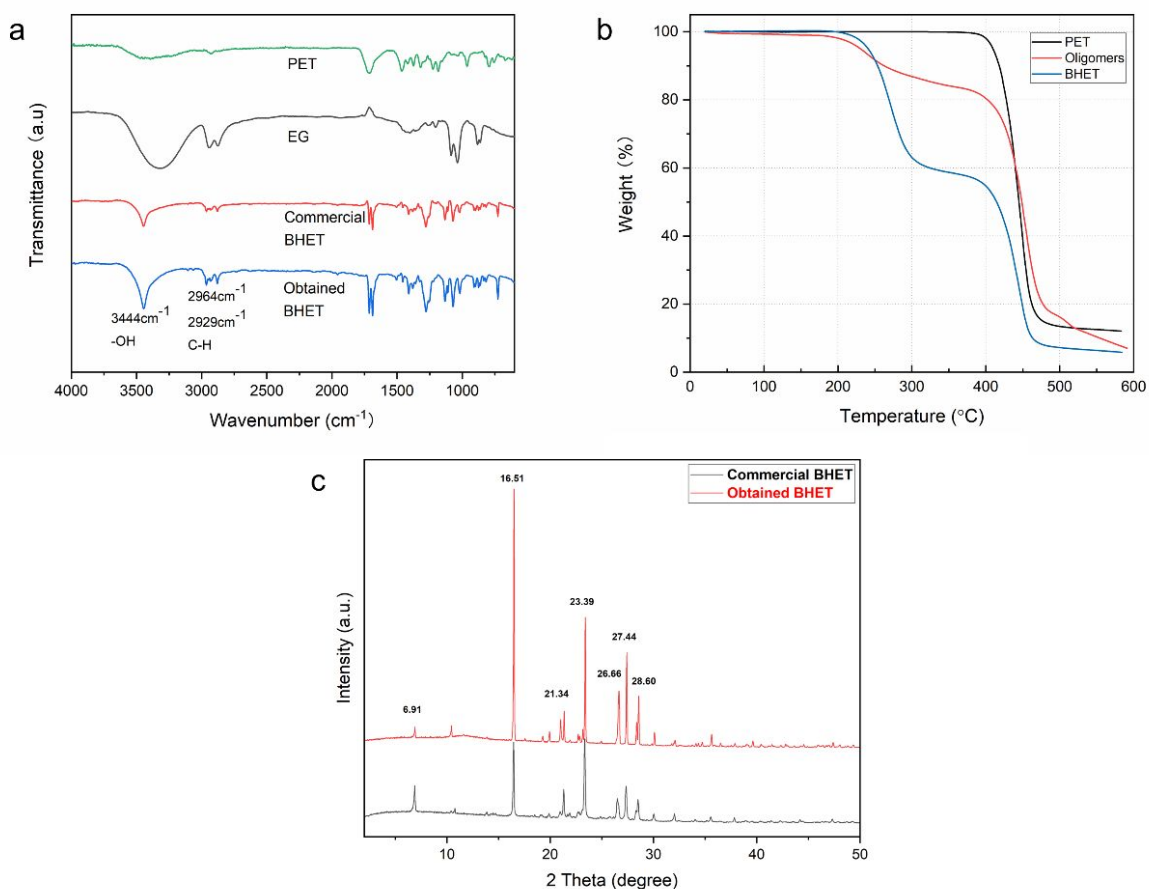 a
Transmittance (a.u)
PET
EG
Commercial
BHET
Obtained
BHET
3444cm-1
-OH
2964cm-1
2929cm-1
C-H
4000 3500 3000 2500 2000 1500 1000
Wavenumber (cm-1)
b
Weight (%)
100
80
60
40
20
0
PET
Oligomers
BHET
0 100 200 300 400 500 600
Temperature (°C)
c
Intensity (a.u.)
Commercial BHET
Obtained BHET
6.91
16.51
21.34
23.39
26.66
27.44
28.60
10 20 30 40 50
2 Theta (degree)